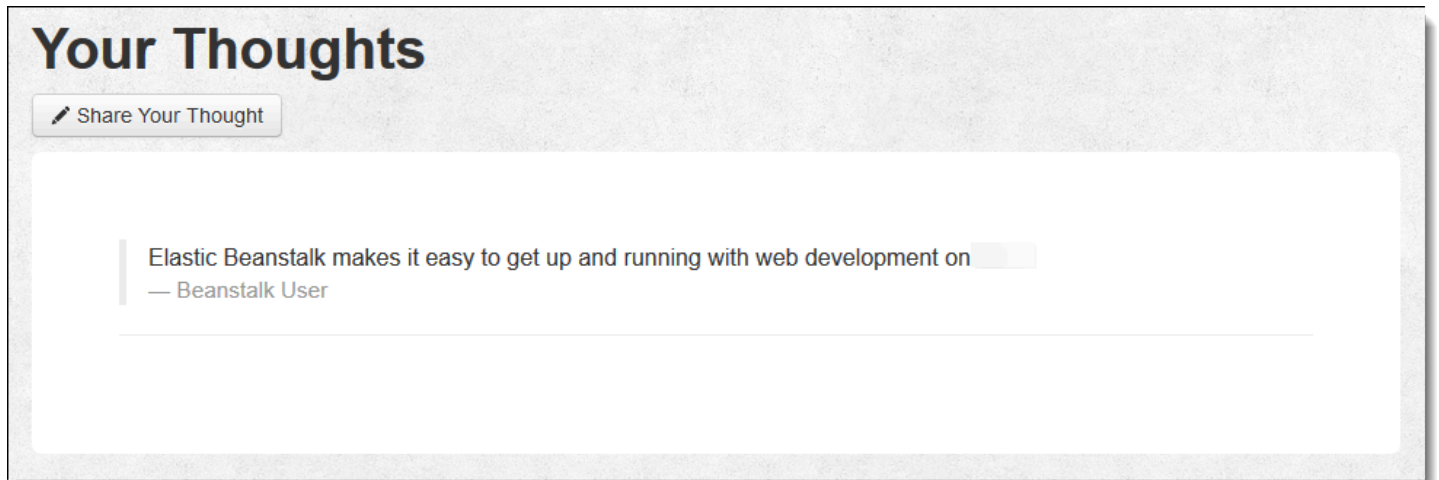 Your Thoughts
Share Your Thought
Elastic Beanstalk makes it easy to get up and running with web development on
— Beanstalk User